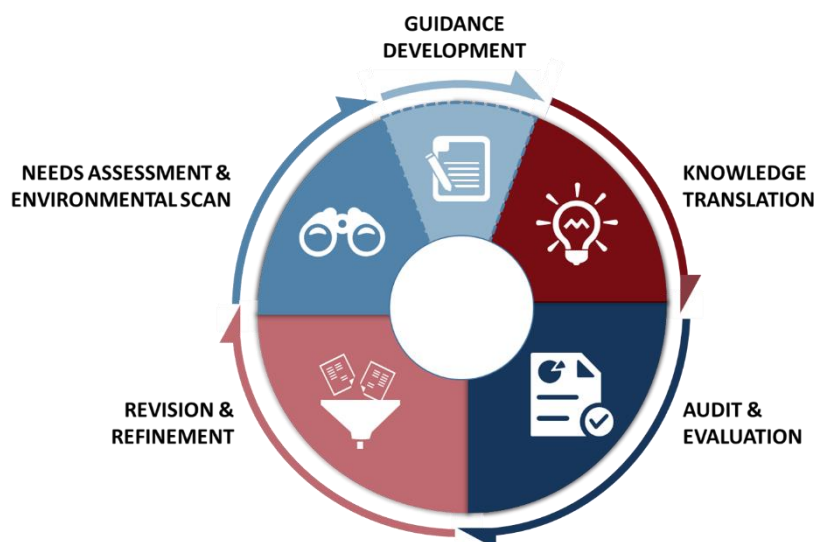 GUIDANCE
DEVELOPMENT
NEEDS ASSESSMENT &
ENVIRONMENTAL SCAN
KNOWLEDGE
TRANSLATION
REVISION &
REFINEMENT
AUDIT &
EVALUATION